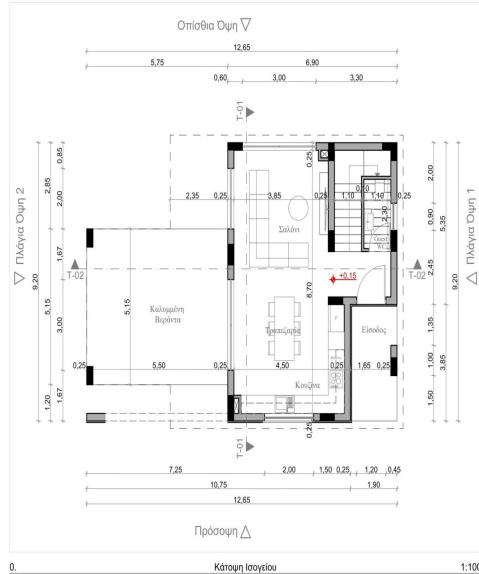 Οπίσθια Όψη
12,65
5,75 6,90
0,60 3,00 3,30
T-01
0,25
2,35 0,25 3,85 0,25 1,10 1,10 0,25
2,30
Σαλόνι
Guest
WC
T-02 T-02
+0.15
Καλυμμένη
Βεράντα
5,15
8,70
Τραπεζαρία
Είσοδος
0,25 5,50 0,25 4,50 0,25 1,65 0,25
Κουζίνα
0,25
T-01
Πλάγια Όψη 2
9,20
2,85 5,15 1,20
0,85 2,00 1,67 3,00 1,67
2,00 0,90 2,45 1,35 1,00 1,50
5,35 3,85
9,20
Πλάγια Όψη 1
7,25 2,00 1,50 0,25 1,20 0,45
10,75 1,90
12,65
Πρόσοψη
0. Κάτοψη Ισογείου 1:100